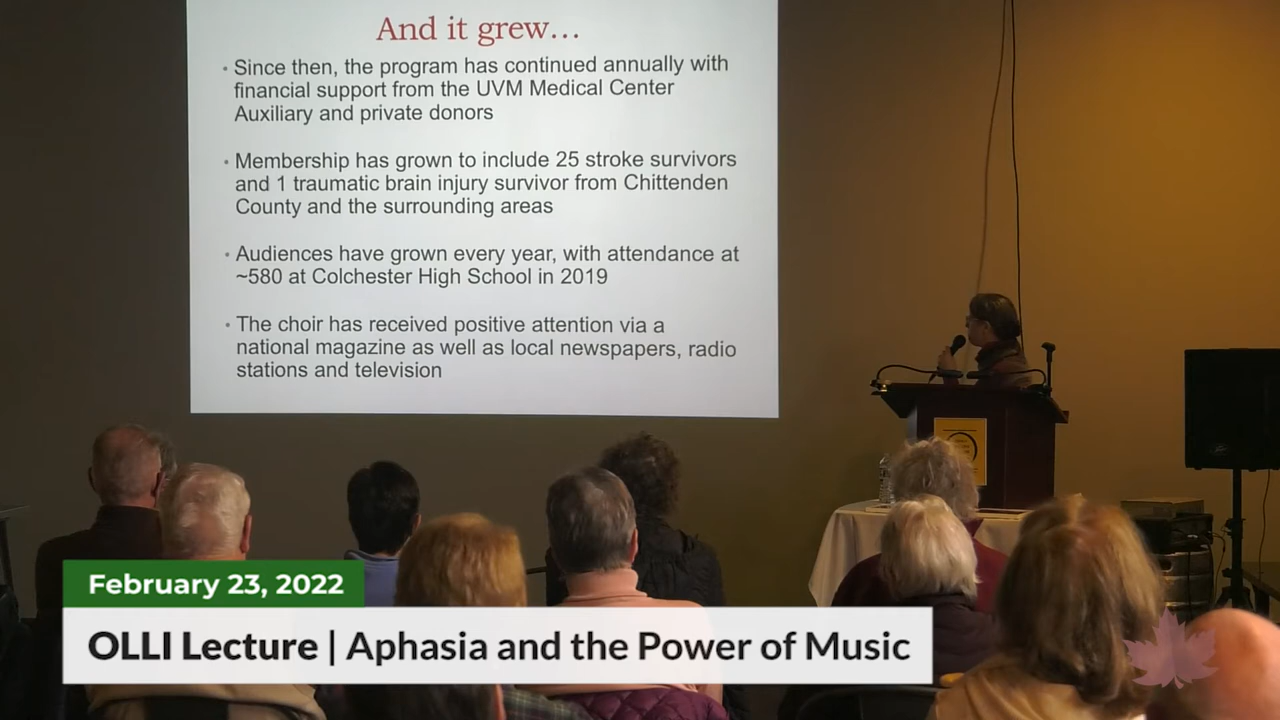 And it grew...
• Since then, the program has continued annually with
financial support from the UVM Medical Center
Auxiliary and private donors
• Membership has grown to include 25 stroke survivors
and 1 traumatic brain injury survivor from Chittenden
County and the surrounding areas
• Audiences have grown every year, with attendance at
~580 at Colchester High School in 2019
• The choir has received positive attention via a
national magazine as well as local newspapers, radio
stations and television
February 23, 2022
OLLI Lecture | Aphasia and the Power of Music